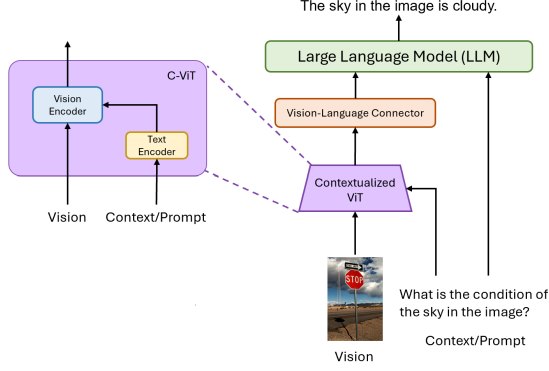 The sky in the image is cloudy.
Large Language Model (LLM)
C-ViT
Vision
Encoder
Vision-Language Connector
Text
Encoder
Contextualized
ViT
Vision
Context/Prompt
STOP
What is the condition of
the sky in the image?
Context/Prompt
Vision